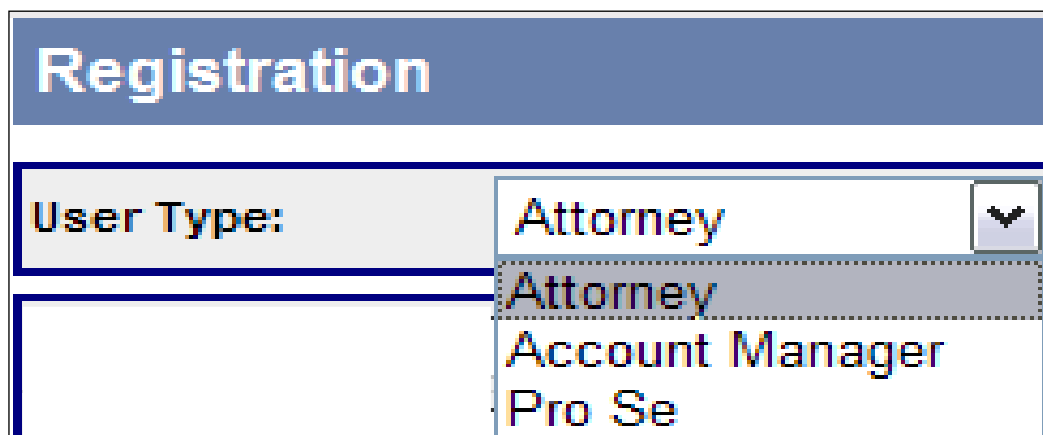 Registration
User Type: Attorney
Attorney
Account Manager
Pro Se